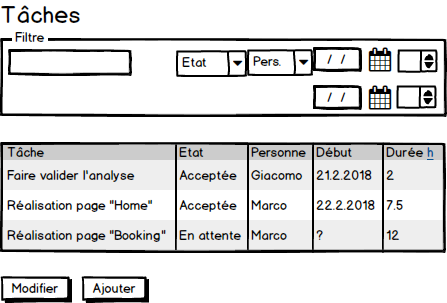 Tâches
Filtre
Etat Pers. / /
/ /
Tâche Etat Personne Début Durée h
Faire valider l'analyse Acceptée Giacomo 21.2.2018 2
Réalisation page "Home" Acceptée Marco 22.2.2018 7.5
Réalisation page "Booking" En attente Marco ? 12
Modifier Ajouter